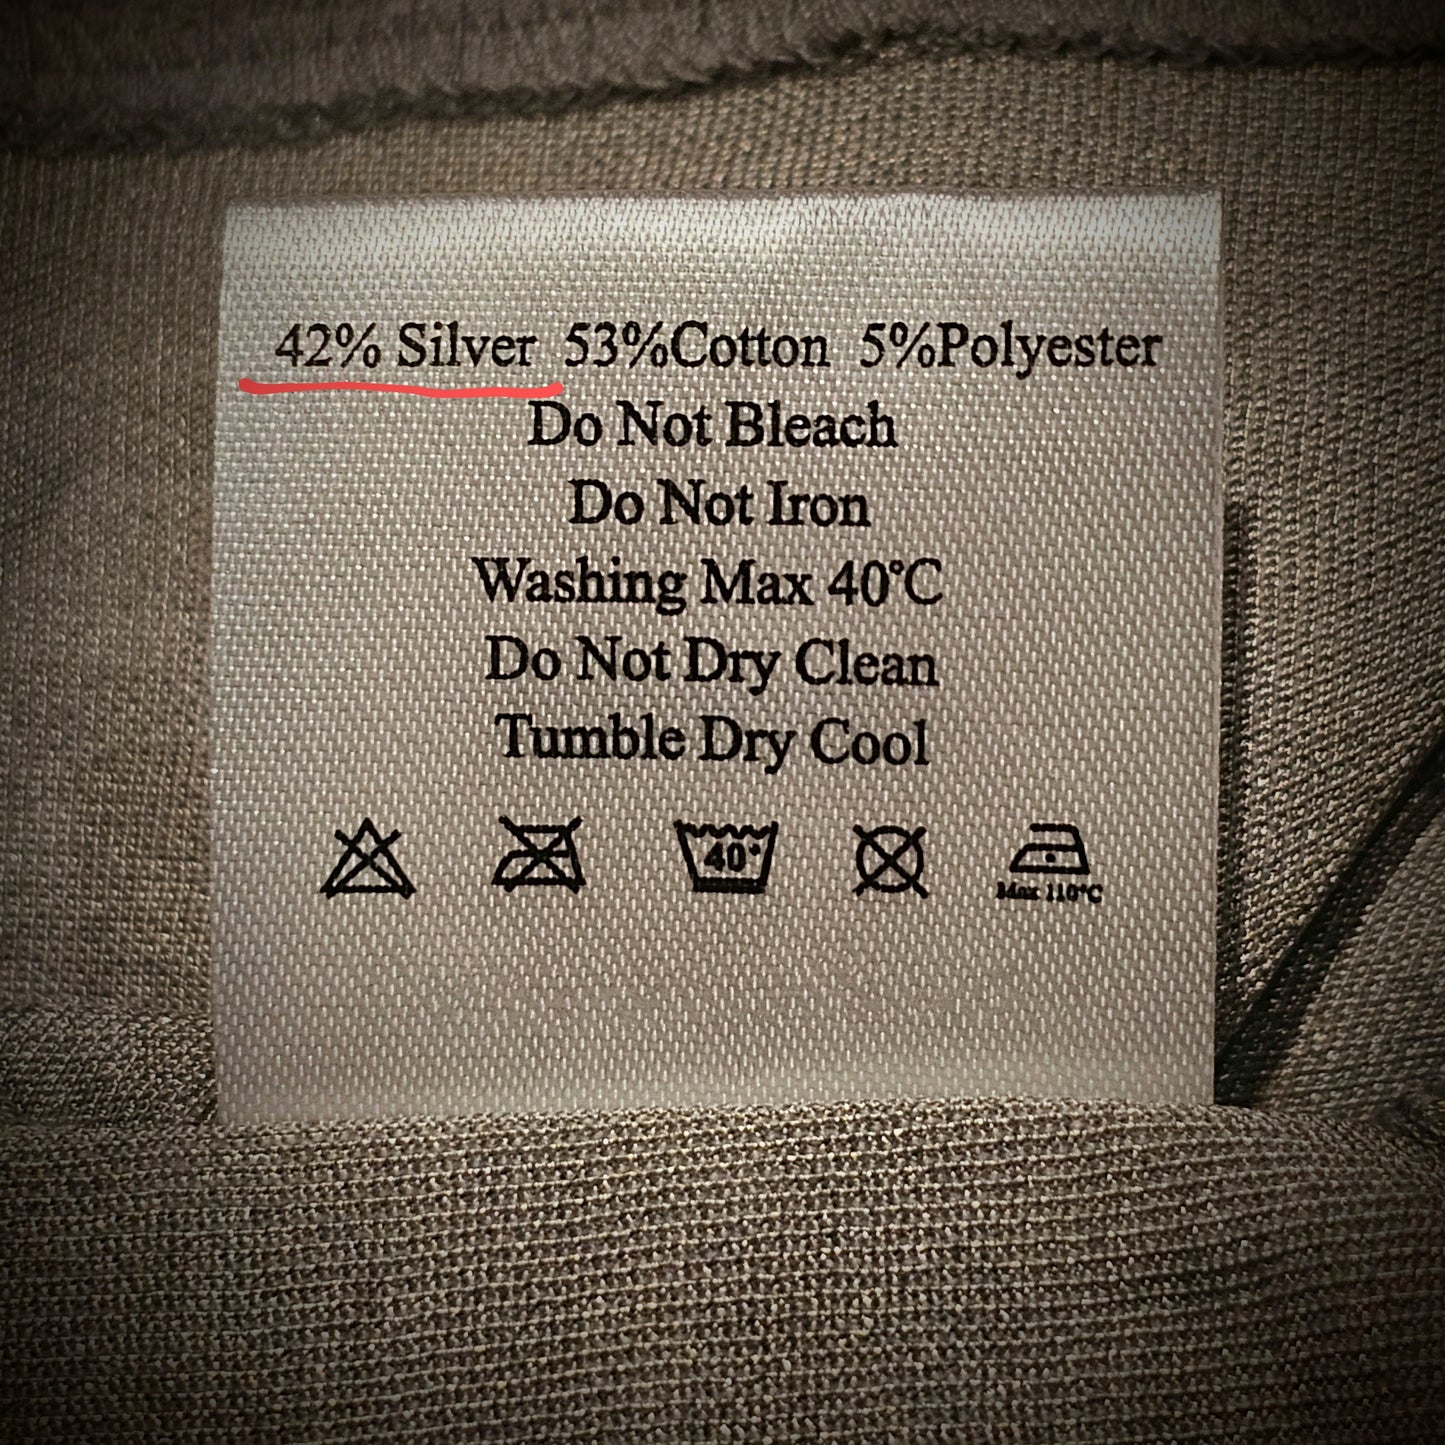 42% Silver 53%Cotton 5%Polyester
Do Not Bleach
Do Not Iron
Washing Max 40°C
Do Not Dry Clean
Tumble Dry Cool
40°
Max 110°C